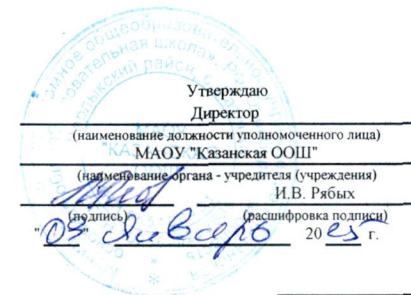 Утверждаю
Директор
(наименование должности уполномоченного лица)
МАОУ "Казанская ООШ"
(наименование органа - учредителя (учреждения)
И.В. Рябых
(подпись) (расшифровка подписи)
"09" января 2025 г.